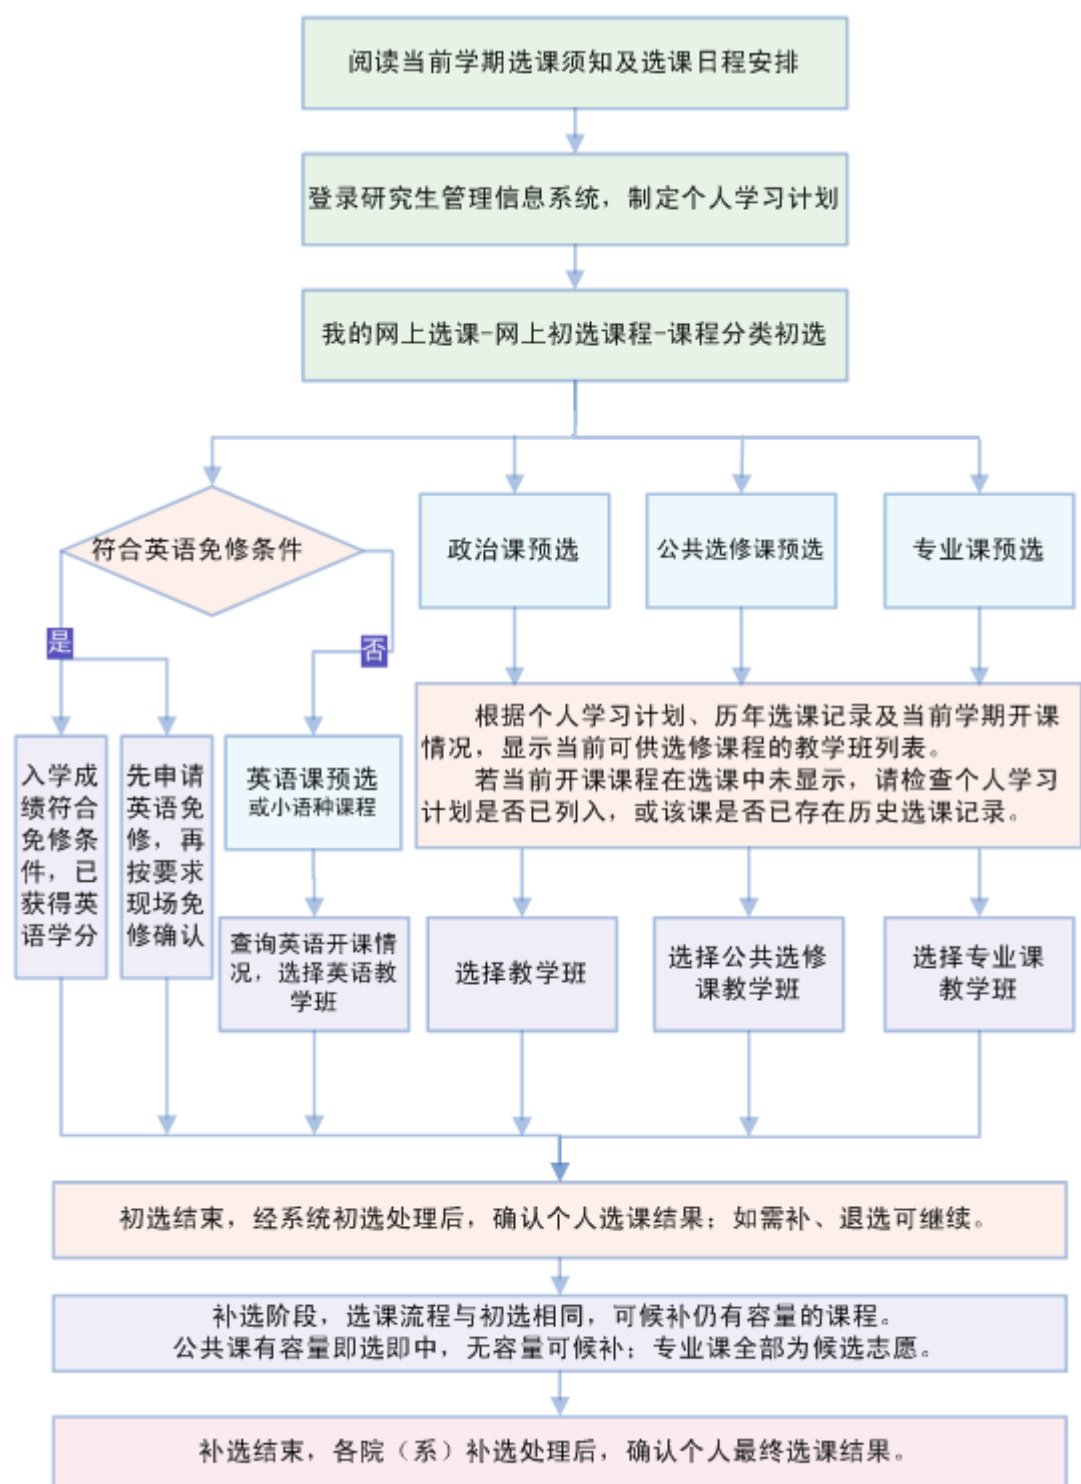 阅读当前学期选课须知及选课日程安排
登录研究生管理信息系统，制定个人学习计划
我的网上选课-网上初选课程-课程分类初选
符合英语免修条件
政治课预选
公共选修课预选
专业课预选
是
否
入学成
绩符合
免修条
件，已
获得英
语学分
先申请
英语免
修，再
按要求
现场免
修确认
英语课预选
或小语种课程
根据个人学习计划、历年选课记录及当前学期开课
情况，显示当前可供选修课程的教学班列表。
若当前开课课程在选课中未显示，请检查个人学习
计划是否已列入，或该课是否已存在历史选课记录。
查询英语开课情
况，选择英语教
学班
选择教学班
选择公共选修
课教学班
选择专业课
教学班
初选结束，经系统初选处理后，确认个人选课结果；如需补、退选可继续。
补选阶段，选课流程与初选相同，可候补仍有容量的课程。
公共课有容量即选即中，无容量可候补；专业课全部为候选志愿。
补选结束，各院（系）补选处理后，确认个人最终选课结果。